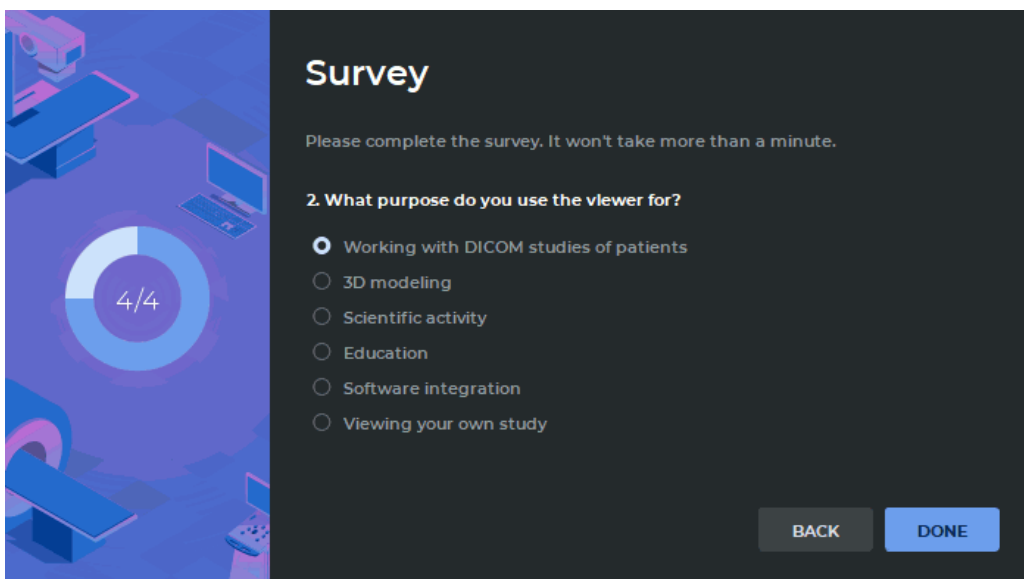 Survey
Please complete the survey. It won't take more than a minute.
2. What purpose do you use the viewer for?
Working with DICOM studies of patients
3D modeling
Scientific activity
Education
Software integration
Viewing your own study
4/4
BACK
DONE